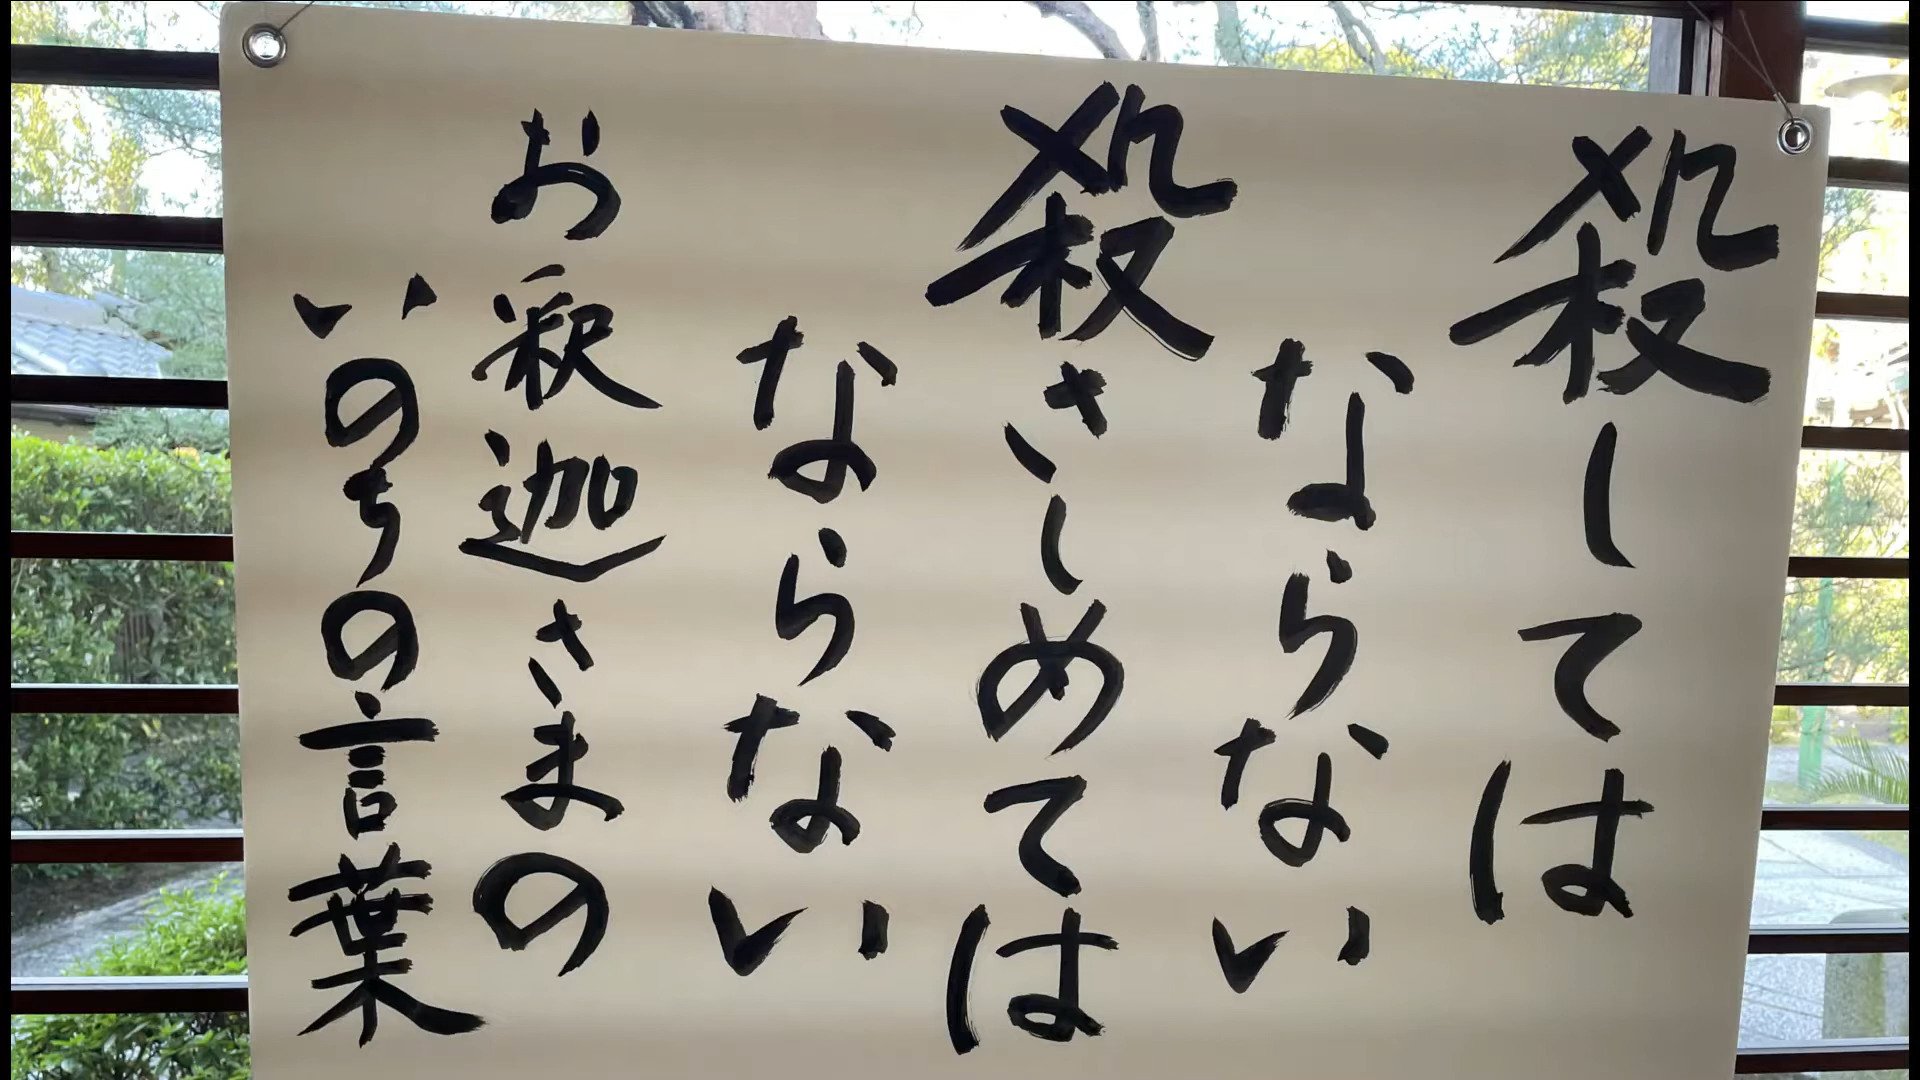 殺しては
ならない
殺さしめては
ならない
お釈迦さまの
いのちの言葉